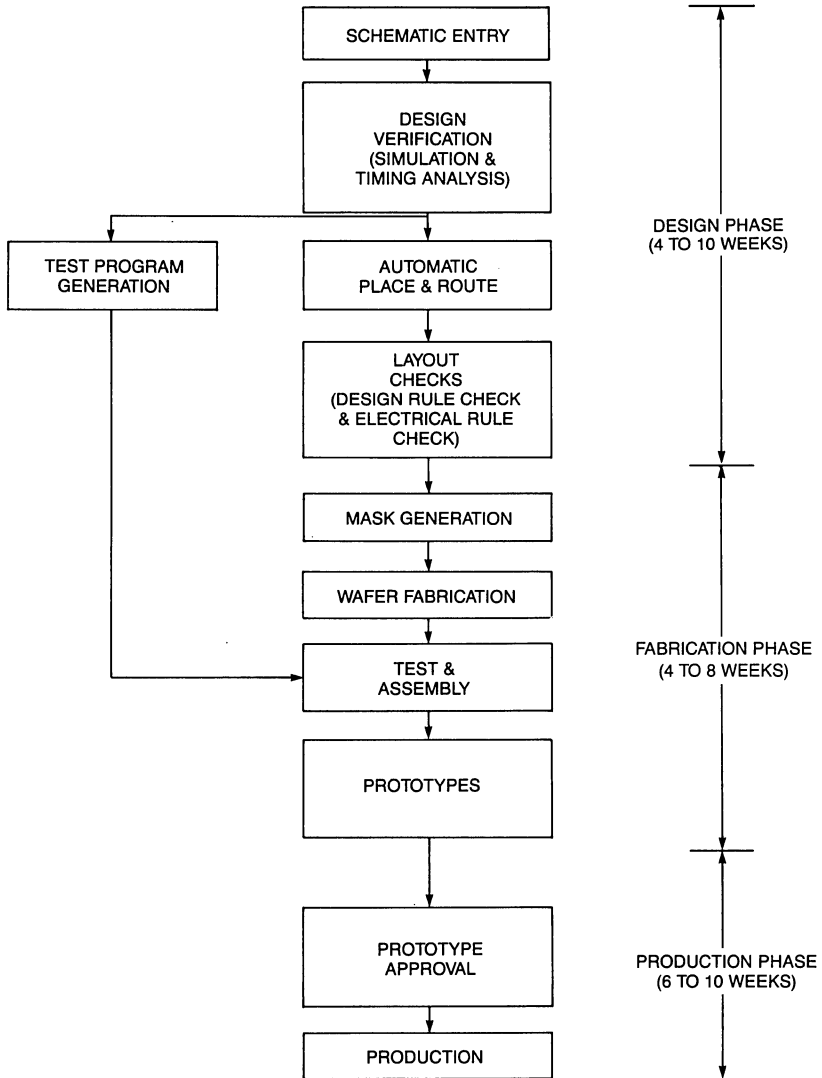 SCHEMATIC ENTRY
DESIGN
VERIFICATION
(SIMULATION &
TIMING ANALYSIS)
DESIGN PHASE
(4 TO 10 WEEKS)
TEST PROGRAM
GENERATION
AUTOMATIC
PLACE & ROUTE
LAYOUT
CHECKS
(DESIGN RULE CHECK
& ELECTRICAL RULE
CHECK)
MASK GENERATION
WAFER FABRICATION
FABRICATION PHASE
(4 TO 8 WEEKS)
TEST &
ASSEMBLY
PROTOTYPES
PROTOTYPE
APPROVAL
PRODUCTION PHASE
(6 TO 10 WEEKS)
PRODUCTION